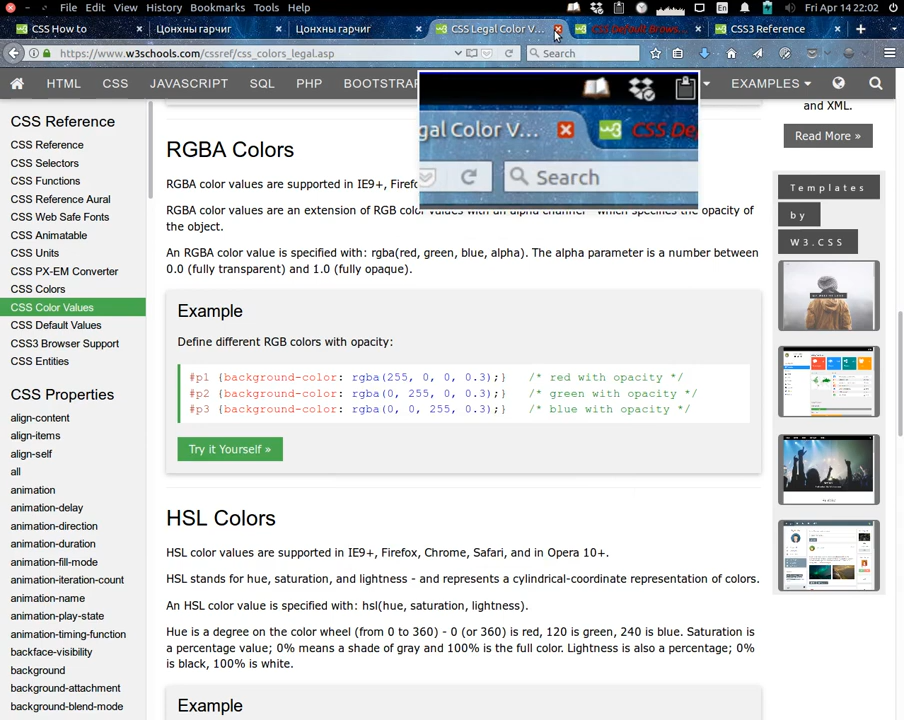 File Edit View History Bookmarks Tools Help
En Fri Apr 14 22:02
CSS How to
Цонхны гарчиг
Цонхны гарчиг
CSS Legal Color V...
CSS Default Brows...
CSS3 Reference
https://www.w3schools.com/cssref/css_colors_legal.asp
Search
HTML CSS JAVASCRIPT SQL PHP BOOTSTRAP EXAMPLES
gal Color V... CSS De
Search
CSS Reference
CSS Reference
CSS Selectors
CSS Functions
CSS Reference Aural
CSS Web Safe Fonts
CSS Animatable
CSS Units
CSS PX-EM Converter
CSS Colors
CSS Color Values
CSS Default Values
CSS3 Browser Support
CSS Entities
CSS Properties
align-content
align-items
align-self
all
animation
animation-delay
animation-direction
animation-duration
animation-fill-mode
animation-iteration-count
animation-name
animation-play-state
animation-timing-function
backface-visibility
background
background-attachment
background-blend-mode
RGBA Colors
RGBA color values are supported in IE9+, Firefo
RGBA color values are an extension of RGB color values with an alpha channel - which specifies the opacity of
the object.
An RGBA color value is specified with: rgba(red, green, blue, alpha). The alpha parameter is a number between
0.0 (fully transparent) and 1.0 (fully opaque).
Example
Define different RGB colors with opacity:
#p1 {background-color: rgba(255, 0, 0, 0.3);} /* red with opacity */
#p2 {background-color: rgba(0, 255, 0, 0.3);} /* green with opacity */
#p3 {background-color: rgba(0, 0, 255, 0.3);} /* blue with opacity */
Try it Yourself »
HSL Colors
HSL color values are supported in IE9+, Firefox, Chrome, Safari, and in Opera 10+.
HSL stands for hue, saturation, and lightness - and represents a cylindrical-coordinate representation of colors.
An HSL color value is specified with: hsl(hue, saturation, lightness).
Hue is a degree on the color wheel (from 0 to 360) - 0 (or 360) is red, 120 is green, 240 is blue. Saturation is
a percentage value; 0% means a shade of gray and 100% is the full color. Lightness is also a percentage; 0%
is black, 100% is white.
Example
and XML.
Read More »
Templates
by
W3.CSS